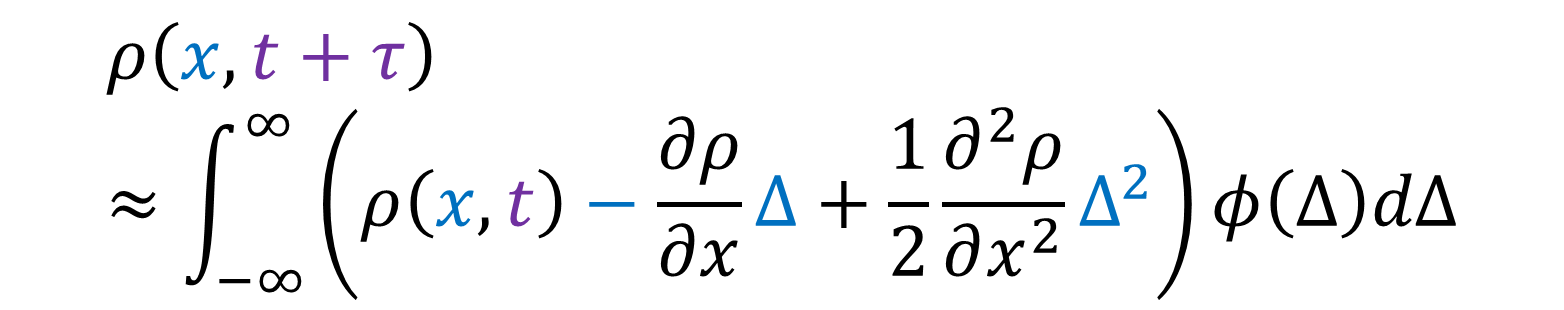 ρ(x, t + τ)
≈ ∫_{−∞}^{∞} (ρ(x, t) − ∂ρ/∂x Δ + 1/2 ∂²ρ/∂x² Δ²) ϕ(Δ)dΔ